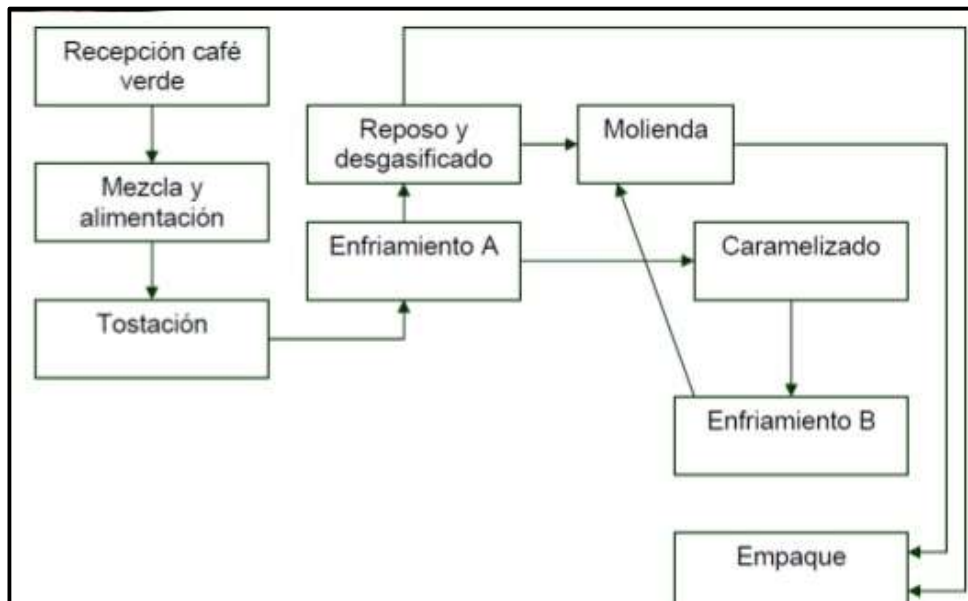 Recepción café
verde
Mezcla y
alimentación
Tostación
Reposo y
desgasificado
Enfriamiento A
Molienda
Caramelizado
Enfriamiento B
Empaque